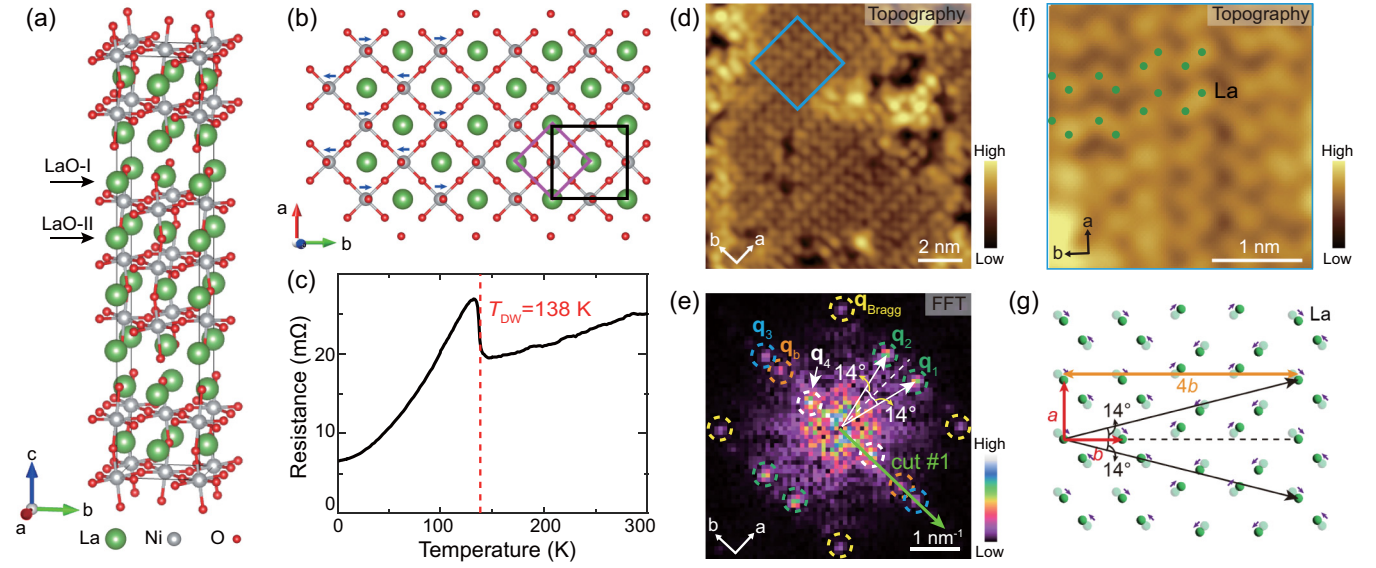 (a)
LaO-I
LaO-II
c
b
a
La Ni O
(b)
a
b
(c)
Resistance (mΩ)
30
20
10
0
T_DW=138 K
0 100 200 300
Temperature (K)
(d)
Topography
b a
2 nm
High
Low
(e)
FFT
q_Bragg
q_3
q_b
q_4
q_2
q_1
14°
14°
cut #1
b a
1 nm⁻¹
High
Low
(f)
Topography
La
a
b
1 nm
High
Low
(g)
La
4b
a
14°
b
14°